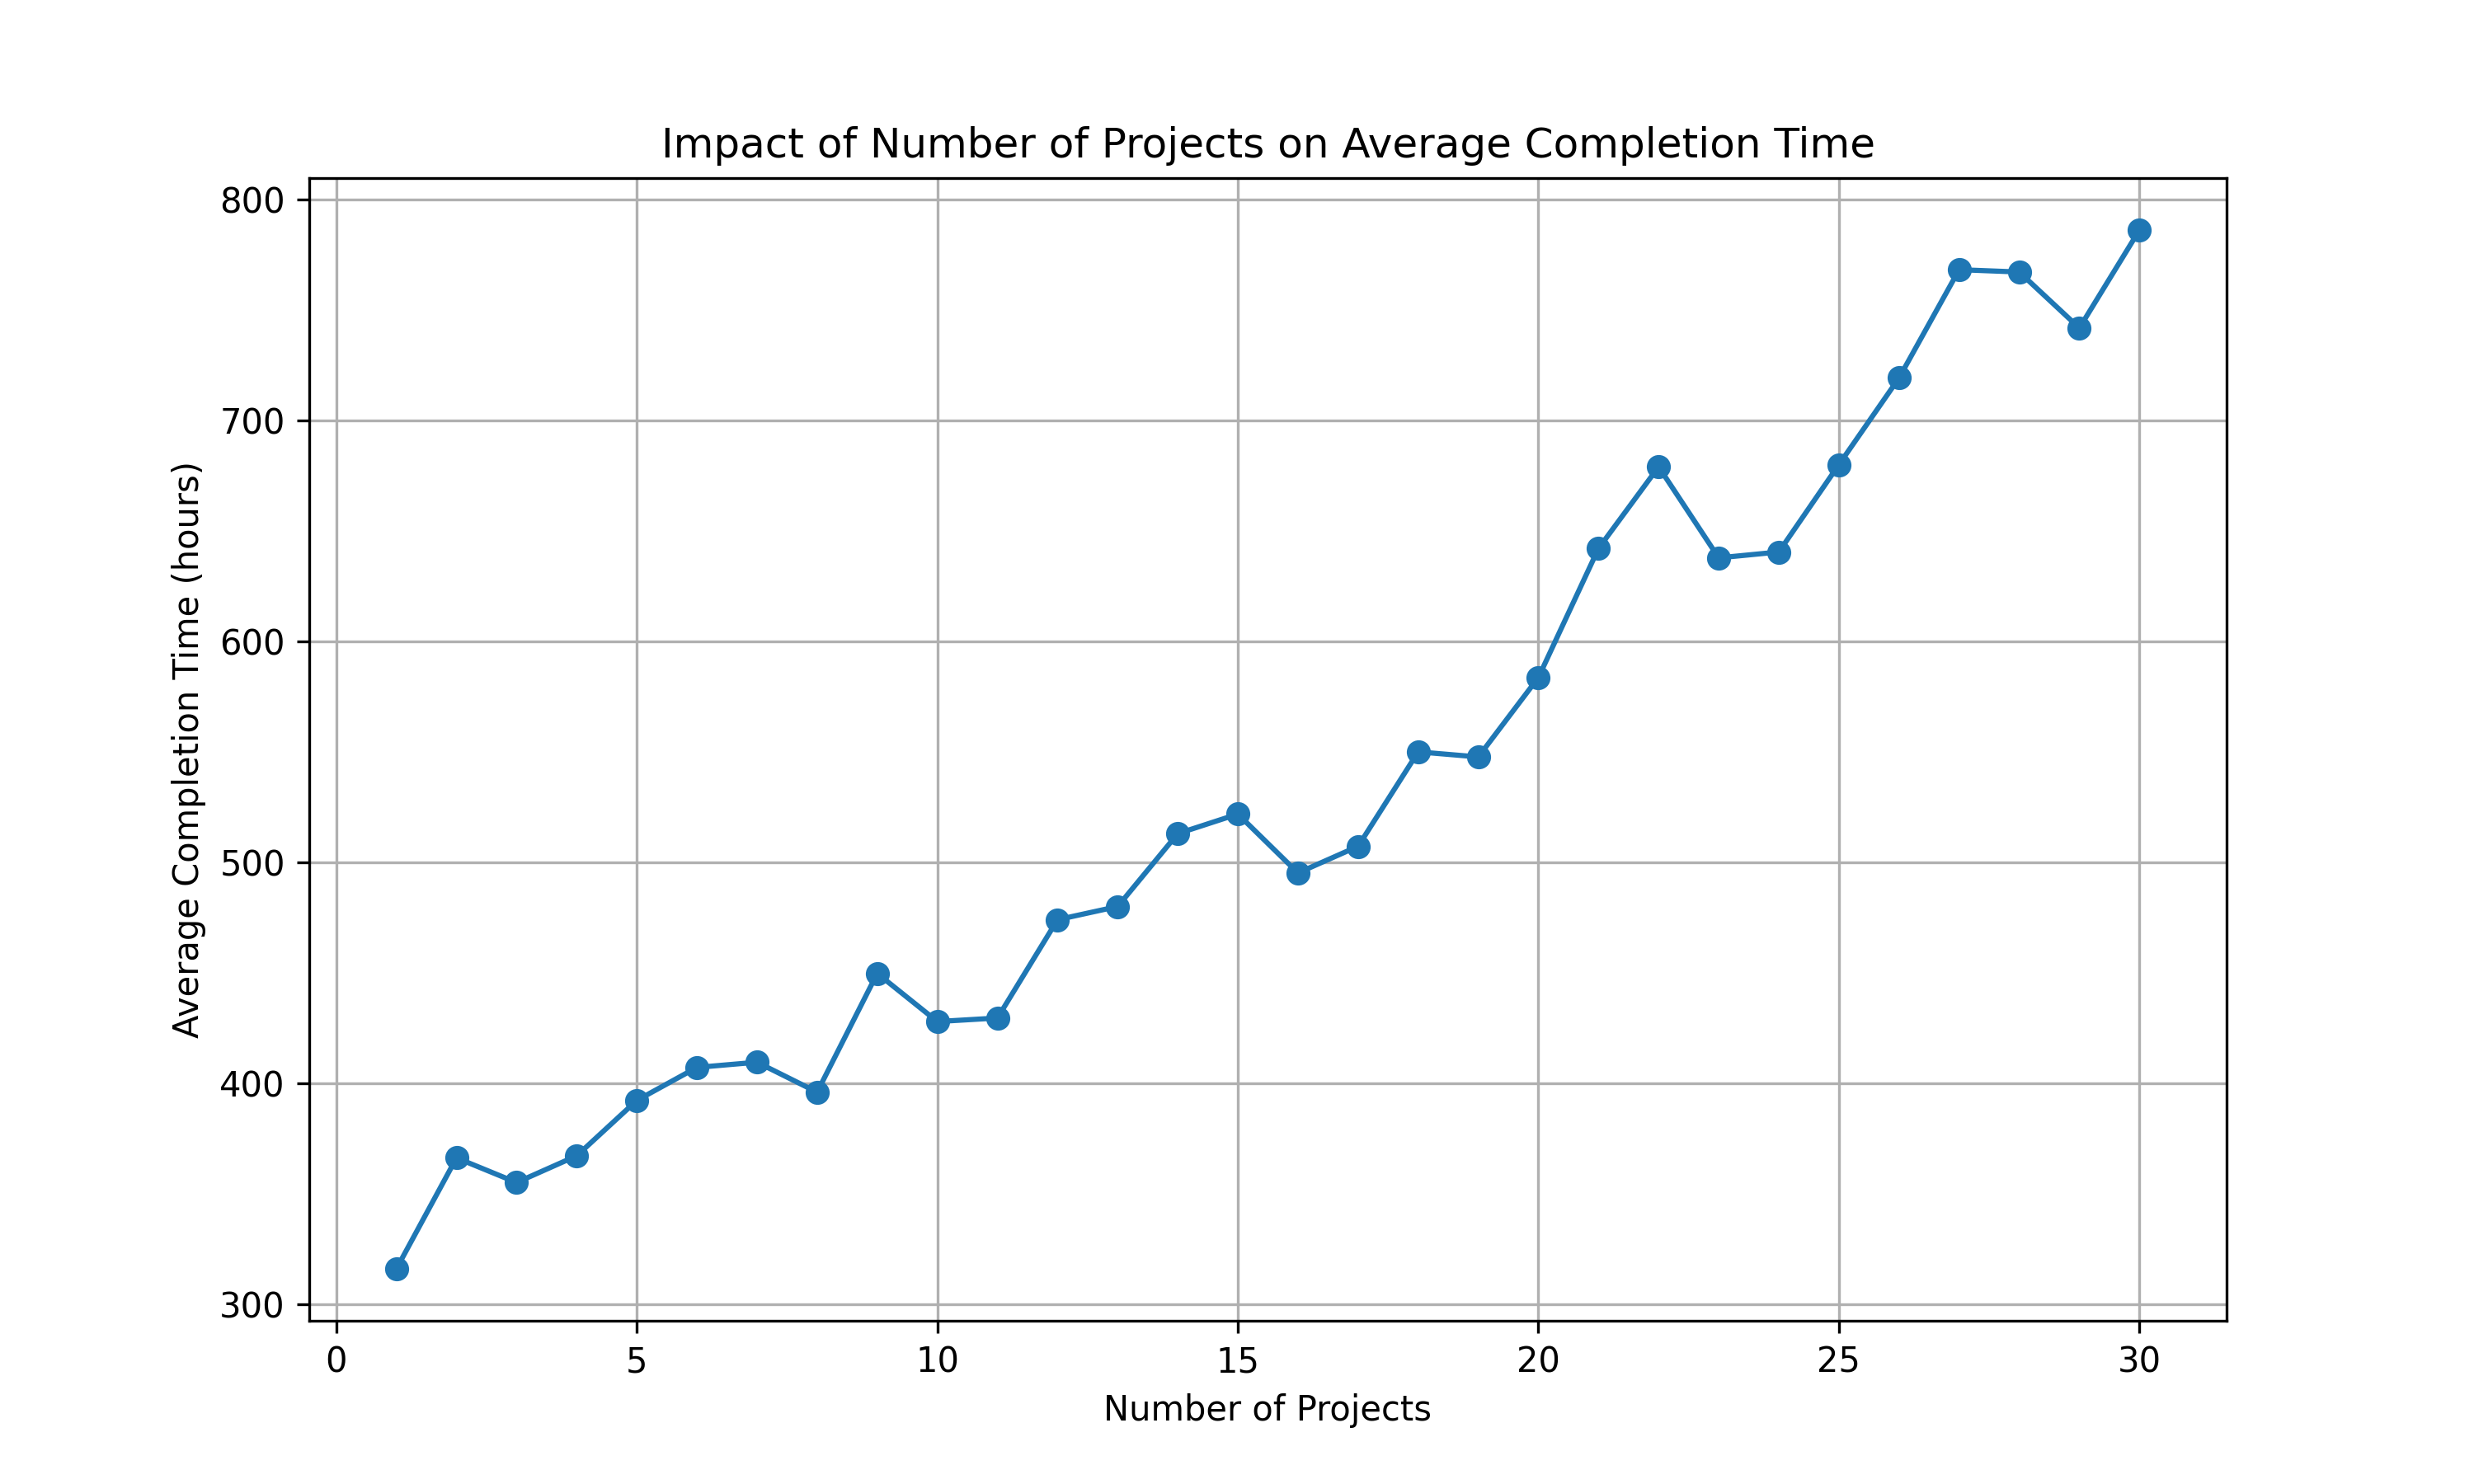 Impact of Number of Projects on Average Completion Time
Average Completion Time (hours)
800
700
600
500
400
300
0 5 10 15 20 25 30
Number of Projects